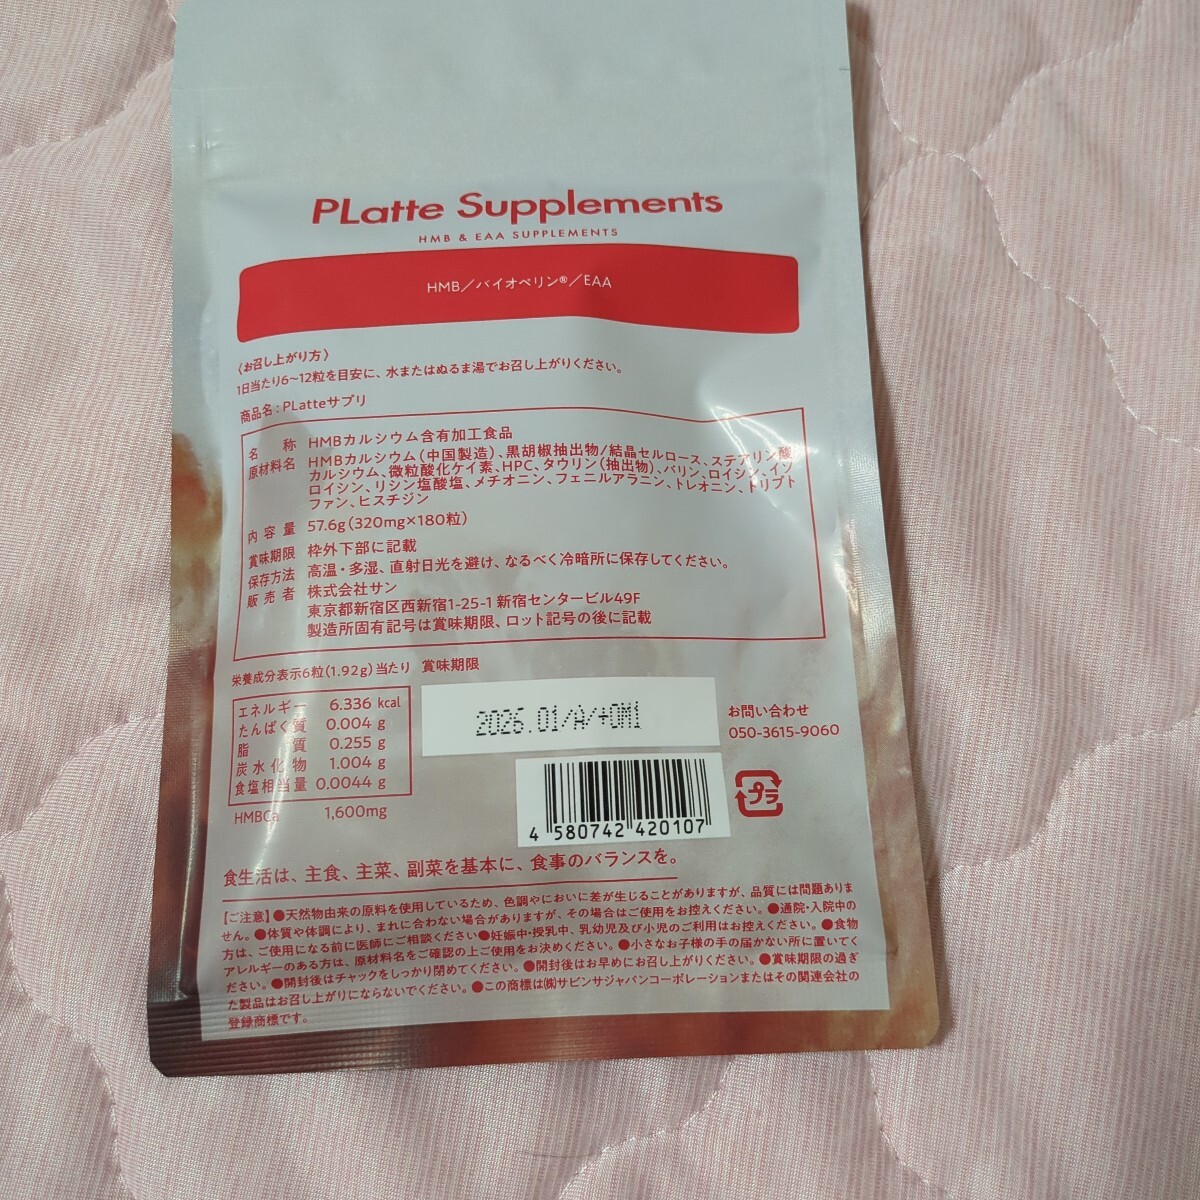 PLatte Supplements
HMB & EAA SUPPLEMENTS
HMB／バイオペリン®／EAA
〈お召し上がり方〉
1日当たり6〜12粒を目安に、水またはぬるま湯でお召し上がりください。
商品名：PLatteサプリ
名称 HMBカルシウム含有加工食品
原材料名 HMBカルシウム（中国製造）、黒胡椒抽出物/結晶セルロース、ステアリン酸
カルシウム、微粒酸化ケイ素、HPC、タウリン（抽出物）、バリン、ロイシン、イソ
ロイシン、リシン塩酸塩、メチオニン、フェニルアラニン、トレオニン、トリプト
ファン、ヒスチジン
内容量 57.6g（320mg×180粒）
賞味期限 枠外下部に記載
保存方法 高温・多湿、直射日光を避け、なるべく冷暗所に保存してください。
販売者 株式会社サン
東京都新宿区西新宿1-25-1 新宿センタービル49F
製造所固有記号は賞味期限、ロット記号の後に記載
栄養成分表示6粒(1.92g)当たり 賞味期限
エネルギー 6.336 kcal
たんぱく質 0.004 g
脂質 0.255 g
炭水化物 1.004 g
食塩相当量 0.0044 g
HMBCa 1,600mg
2026.01/A/+OM1
お問い合わせ
050-3615-9060
4 580742 420107
プラ
食生活は、主食、主菜、副菜を基本に、食事のバランスを。
【ご注意】●天然物由来の原料を使用しているため、色調やにおいに差が生じることがありますが、品質には問題ありま
せん。●体質や体調により、まれに合わない場合がありますが、その場合はご使用をお控えください。●通院・入院中の
方は、ご使用になる前に医師にご相談ください●妊娠中・授乳中、乳幼児及び小児のご利用はお控えください。●食物
アレルギーのある方は、原材料名をご確認の上ご使用をお決めください。●小さなお子様の手の届かない所に置いてく
ださい。●開封後はチャックをしっかり閉めてください。●開封後はお早めにお召し上がりください。●賞味期限の過ぎ
た製品はお召し上がりにならないでください。●この商標は㈱サビンサジャパンコーポレーションまたはその関連会社の
登録商標です。